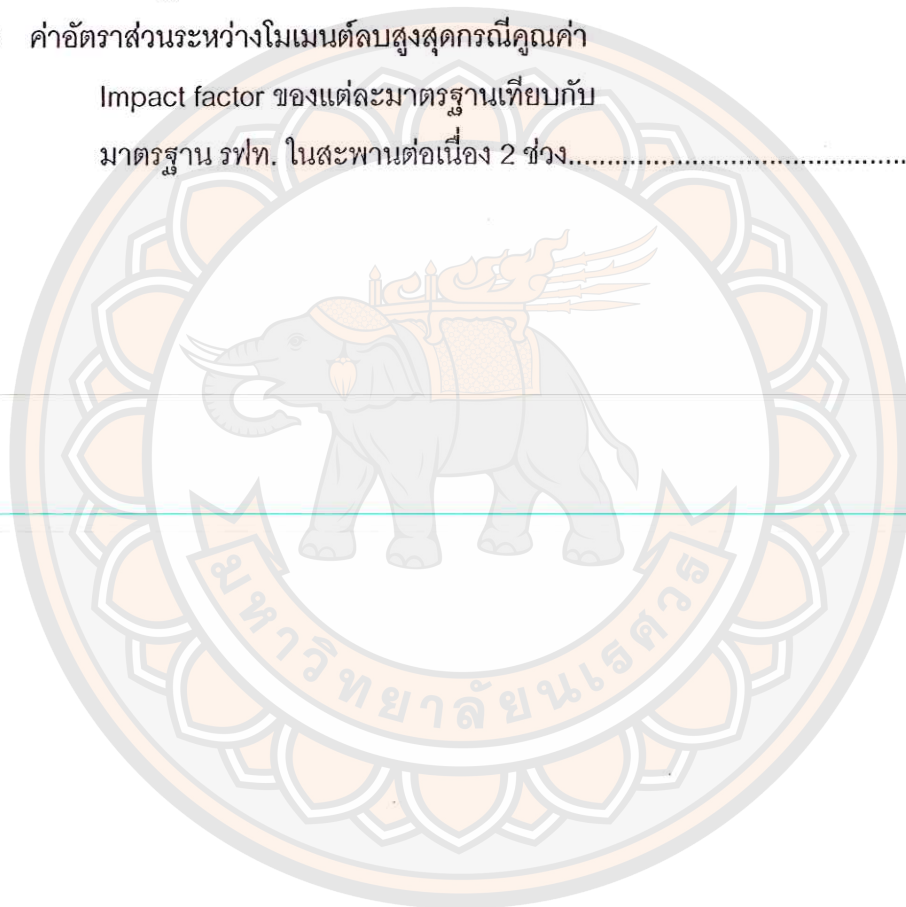 ค่าอัตราส่วนระหว่างโมเมนต์ลบสูงสุดกรณีคูณค่า
Impact factor ของแต่ละมาตรฐานเทียบกับ
มาตรฐาน รฟท. ในสะพานต่อเนื่อง 2 ช่วง............................................
มหาวิทยาลัยนเรศวร